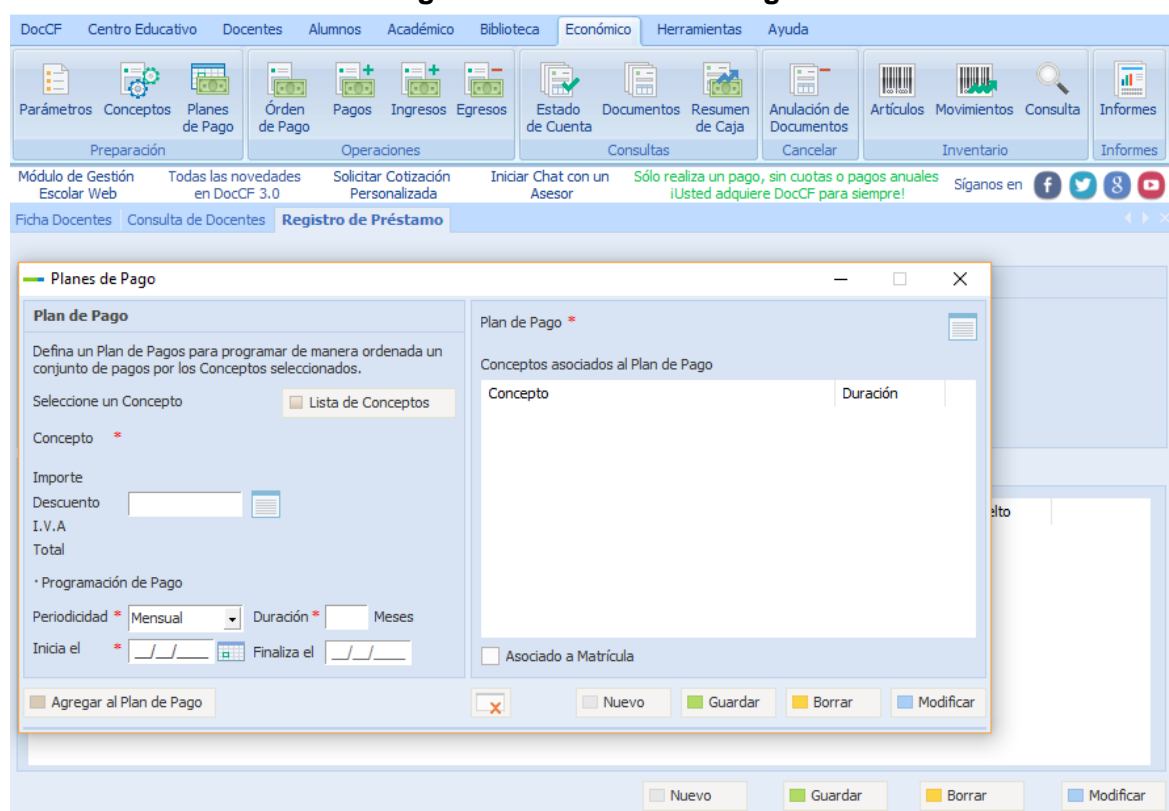 DocCF Centro Educativo Docentes Alumnos Académico Biblioteca Económico Herramientas Ayuda
Parámetros Conceptos Planes de Pago Órden de Pago Pagos Ingresos Egresos Estado de Cuenta Documentos Resumen de Caja Anulación de Documentos Artículos Movimientos Consulta Informes
Preparación Operaciones Consultas Cancelar Inventario Informes
Módulo de Gestión Escolar Web Todas las novedades en DocCF 3.0 Solicitar Cotización Personalizada Iniciar Chat con un Asesor Sólo realiza un pago, sin cuotas o pagos anuales ¡Usted adquiere DocCF para siempre! Síganos en
Ficha Docentes Consulta de Docentes Registro de Préstamo
Planes de Pago
Plan de Pago
Defina un Plan de Pagos para programar de manera ordenada un
conjunto de pagos por los Conceptos seleccionados.
Seleccione un Concepto Lista de Conceptos
Concepto *
Importe
Descuento
I.V.A
Total
· Programación de Pago
Periodicidad * Mensual Duración * Meses
Inicia el * __/__/____ Finaliza el __/__/____
Agregar al Plan de Pago
Plan de Pago *
Conceptos asociados al Plan de Pago
Concepto Duración
Asociado a Matrícula
Nuevo Guardar Borrar Modificar
elto
Nuevo Guardar Borrar Modificar